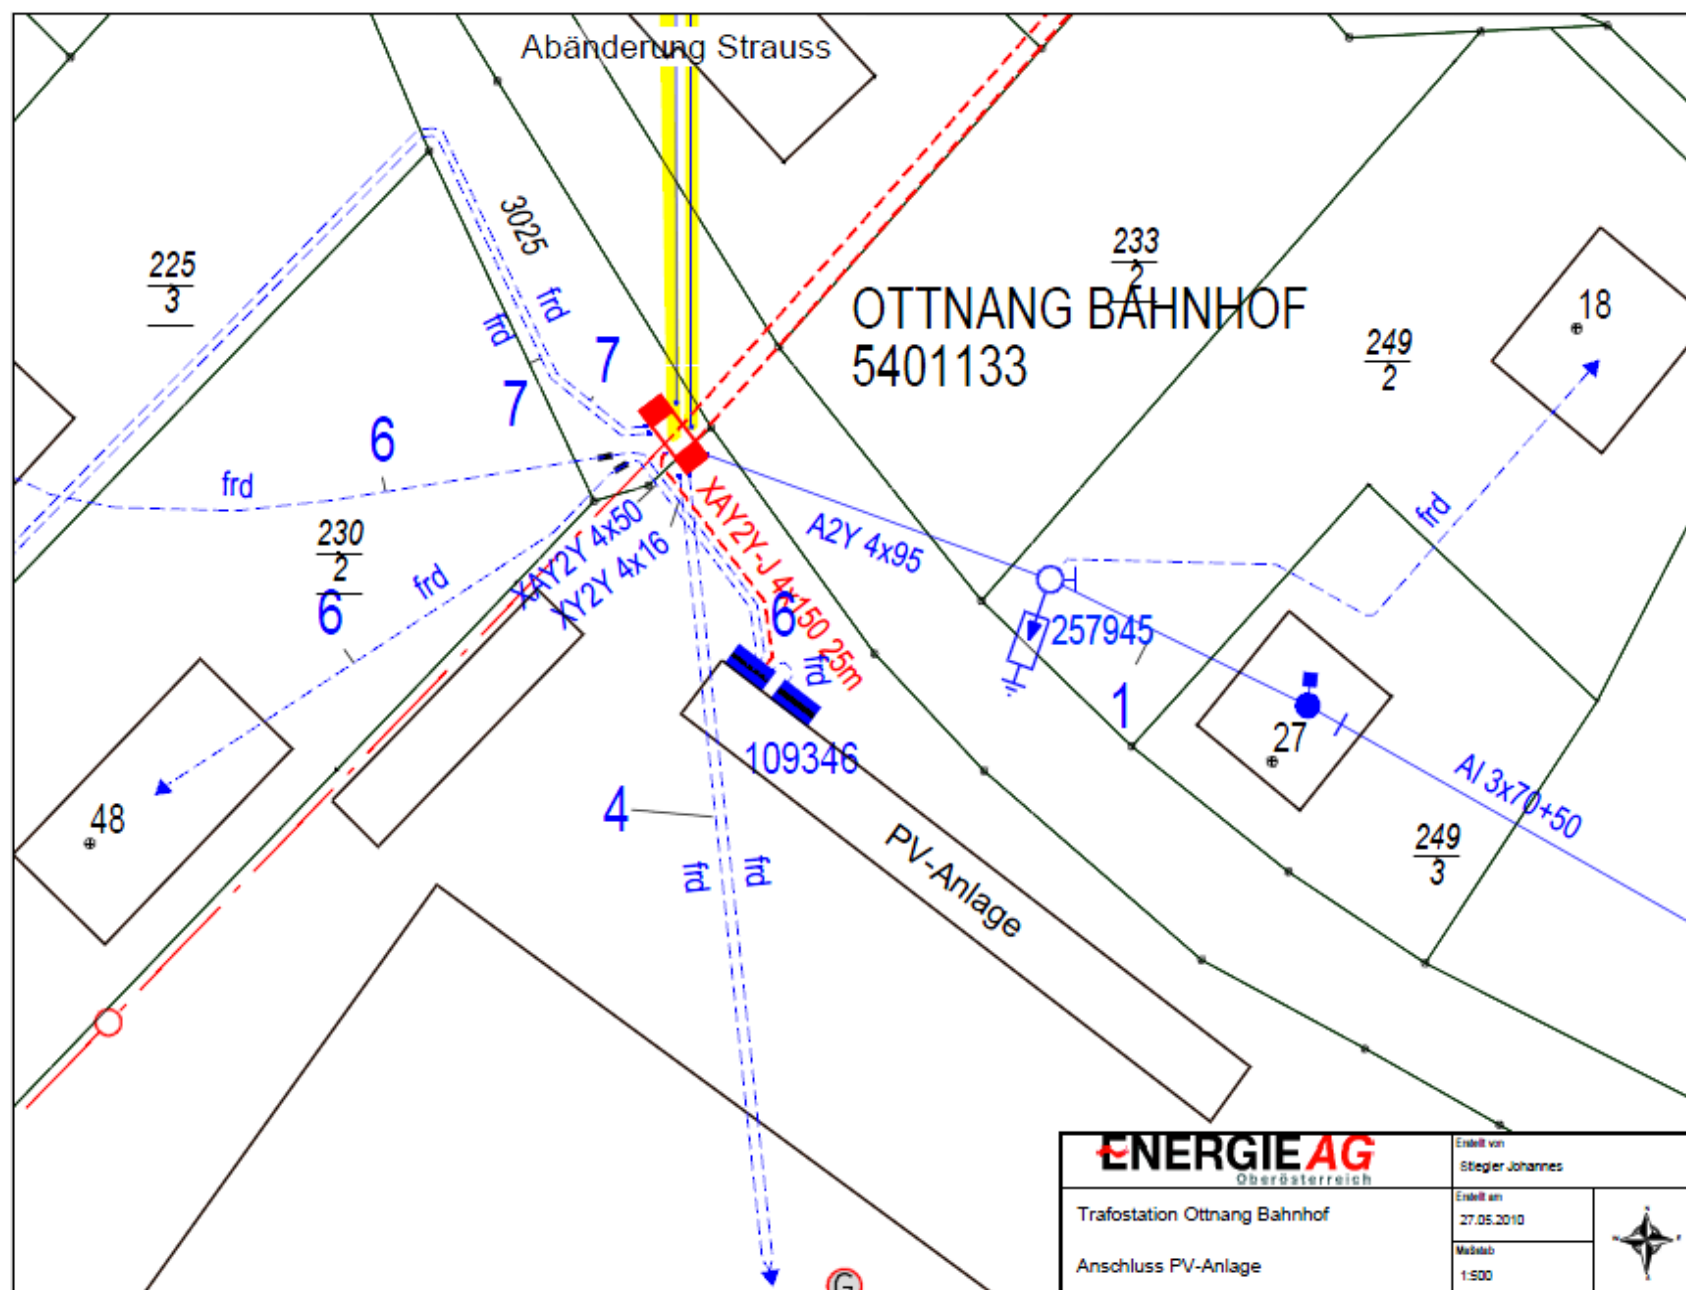 Abänderung Strauss
3025
225
3
233
2
OTTNANG BAHNHOF
5401133
18
249
2
frd
frd
7
7
6
frd
frd
230
2
6
frd
XAY2Y 4x50
XY2Y 4x16
XAY2Y-J 4x150 25m
A2Y 4x95
6
frd
257945
1
27
Al 3x70+50
249
3
109346
48
4
frd
frd
PV-Anlage
G
ENERGIE AG
Oberösterreich
Erstellt von
Stiegler Johannes
Trafostation Ottnang Bahnhof
Erstellt am
27.05.2010
Anschluss PV-Anlage
Maßstab
1:500
N
W
E
S